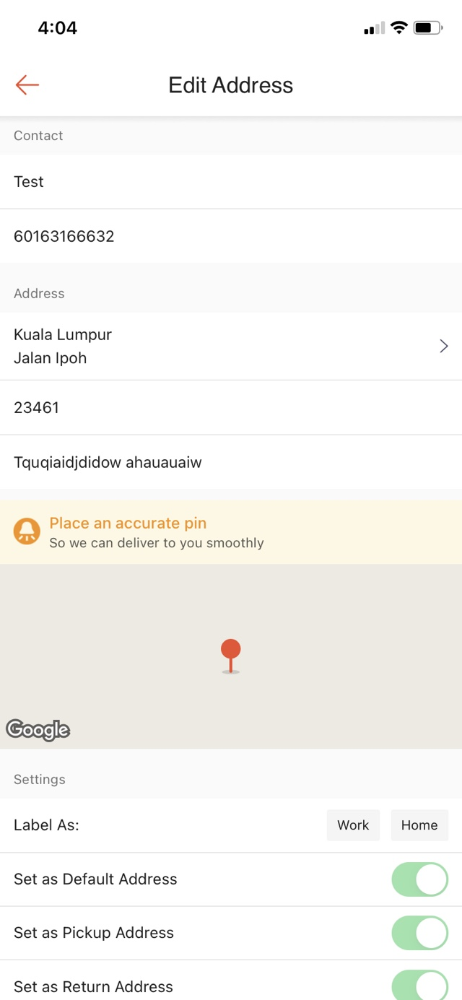 4:04
Edit Address
Contact
Test
60163166632
Address
Kuala Lumpur
Jalan Ipoh
23461
Tquqiaidjdidow ahauauaiw
Place an accurate pin
So we can deliver to you smoothly
Google
Settings
Label As: Work Home
Set as Default Address
Set as Pickup Address
Set as Return Address